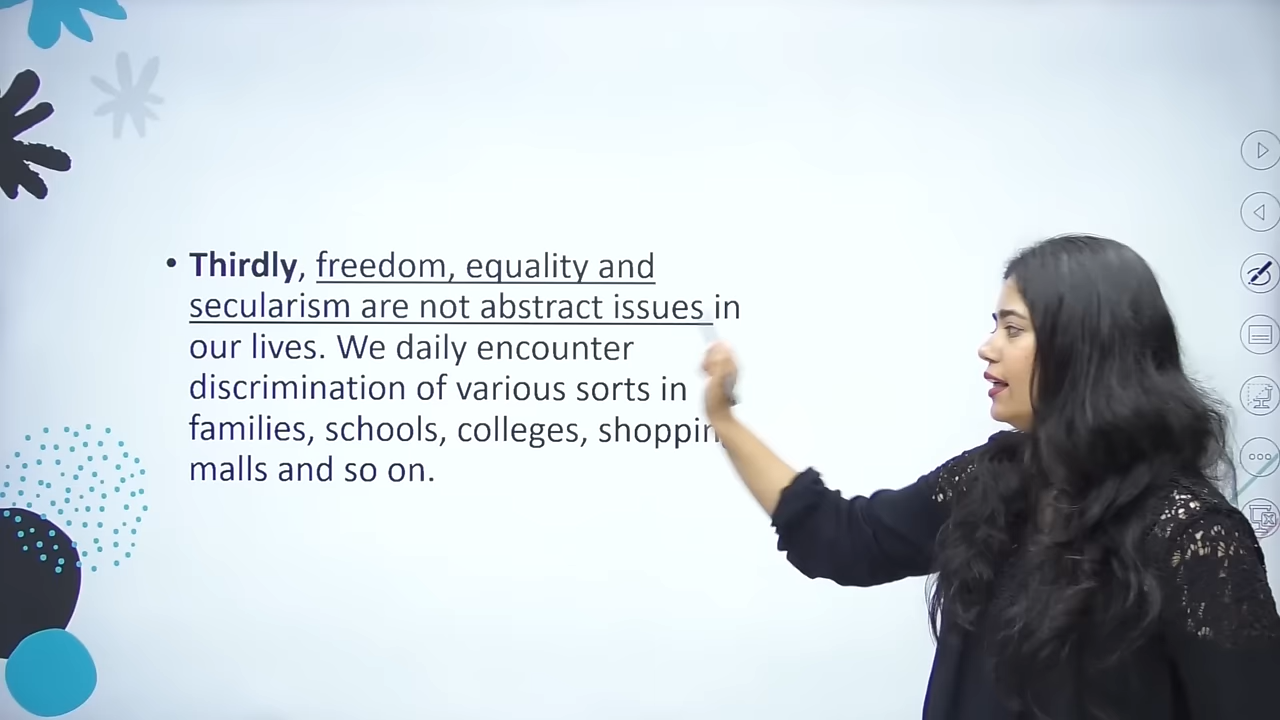 • Thirdly, freedom, equality and
secularism are not abstract issues in
our lives. We daily encounter
discrimination of various sorts in
families, schools, colleges,
malls and so on.